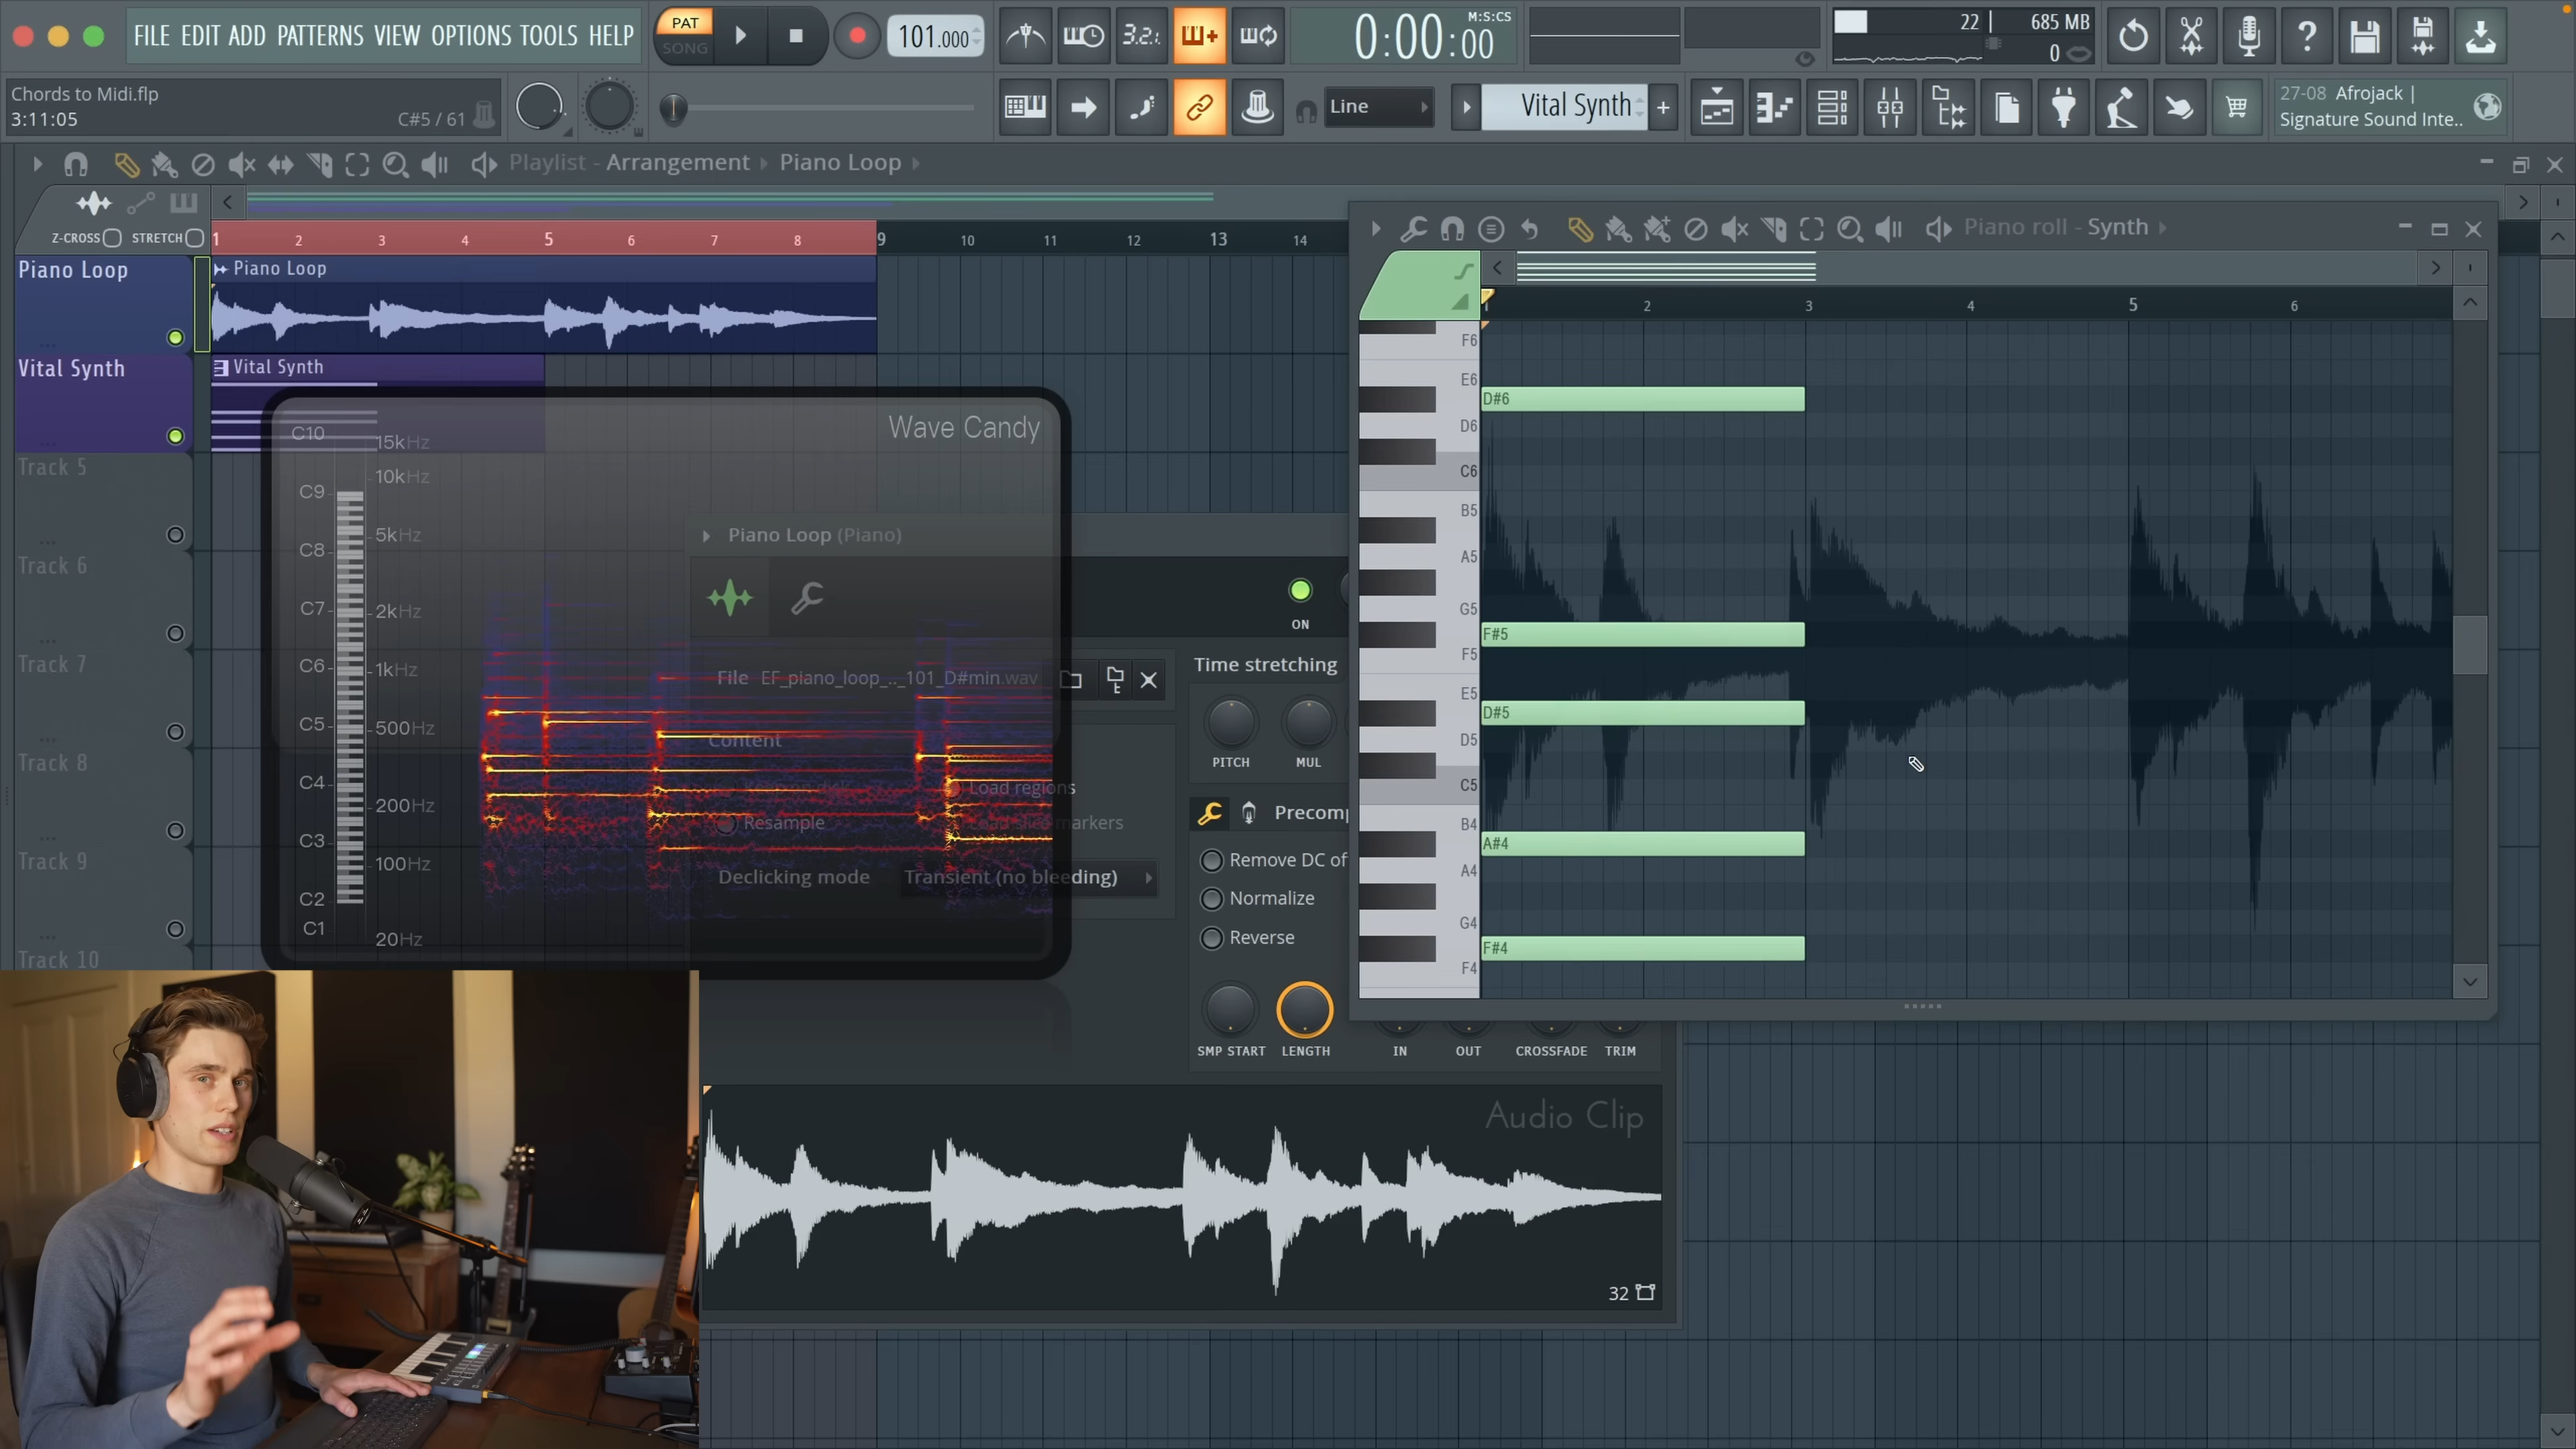 FILE EDIT ADD PATTERNS VIEW OPTIONS TOOLS HELP
PAT
SONG
101.000
3.2.
M:S:CS
0:00:00
22
685 MB
0
Chords to Midi.flp
3:11:05
C#5 / 61
Line
Vital Synth
27-08 Afrojack |
Signature Sound Inte..
Playlist - Arrangement Piano Loop
Z-CROSS STRETCH
1 2 3 4 5 6 7 8 9 10 11 12 13 14
Piano Loop
Piano Loop
Vital Synth
Vital Synth
Track 5
Track 6
Track 7
Track 8
Track 9
Track 10
Wave Candy
C10
15kHz
10kHz
C9
5kHz
C8
C7
2kHz
C6
1kHz
C5
500Hz
C4
200Hz
C3
100Hz
C2
C1
20Hz
Piano Loop (Piano)
ON
File EF_piano_loop_.._101_D#min.wav
Content
Load regions
Resample
Declicking mode Transient (no bleeding)
Time stretching
PITCH MUL
Remove DC of
Normalize
Reverse
SMP START LENGTH IN OUT CROSSFADE TRIM
Audio Clip
32
Piano roll - Synth
1 2 3 4 5 6
F6
E6
D#6
D6
C6
B5
A5
G5
F#5
F5
E5
D#5
D5
C5
B4
A#4
A4
G4
F#4
F4